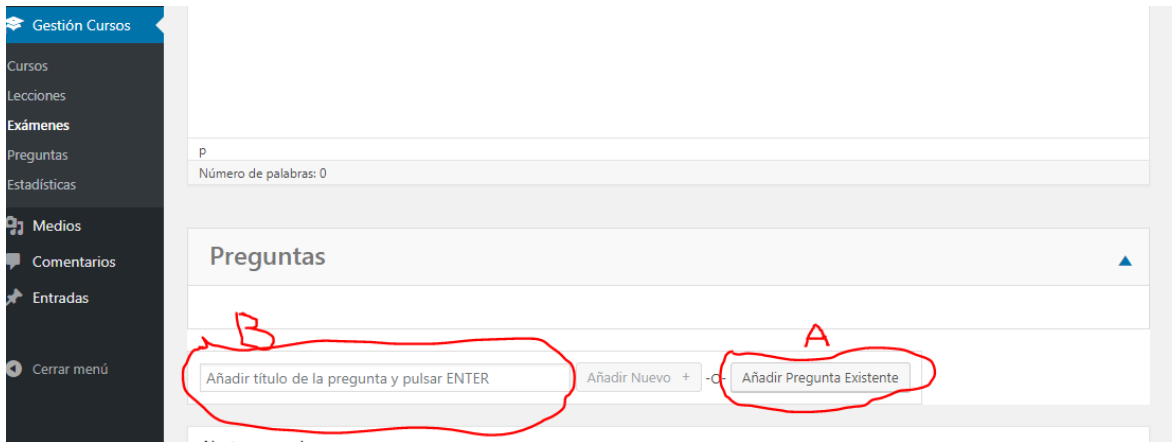 Gestión Cursos
Cursos
Lecciones
Exámenes
Preguntas
Estadísticas
Medios
Comentarios
Entradas
Cerrar menú
p
Número de palabras: 0
Preguntas
B
A
Añadir título de la pregunta y pulsar ENTER
Añadir Nuevo +
-O-
Añadir Pregunta Existente